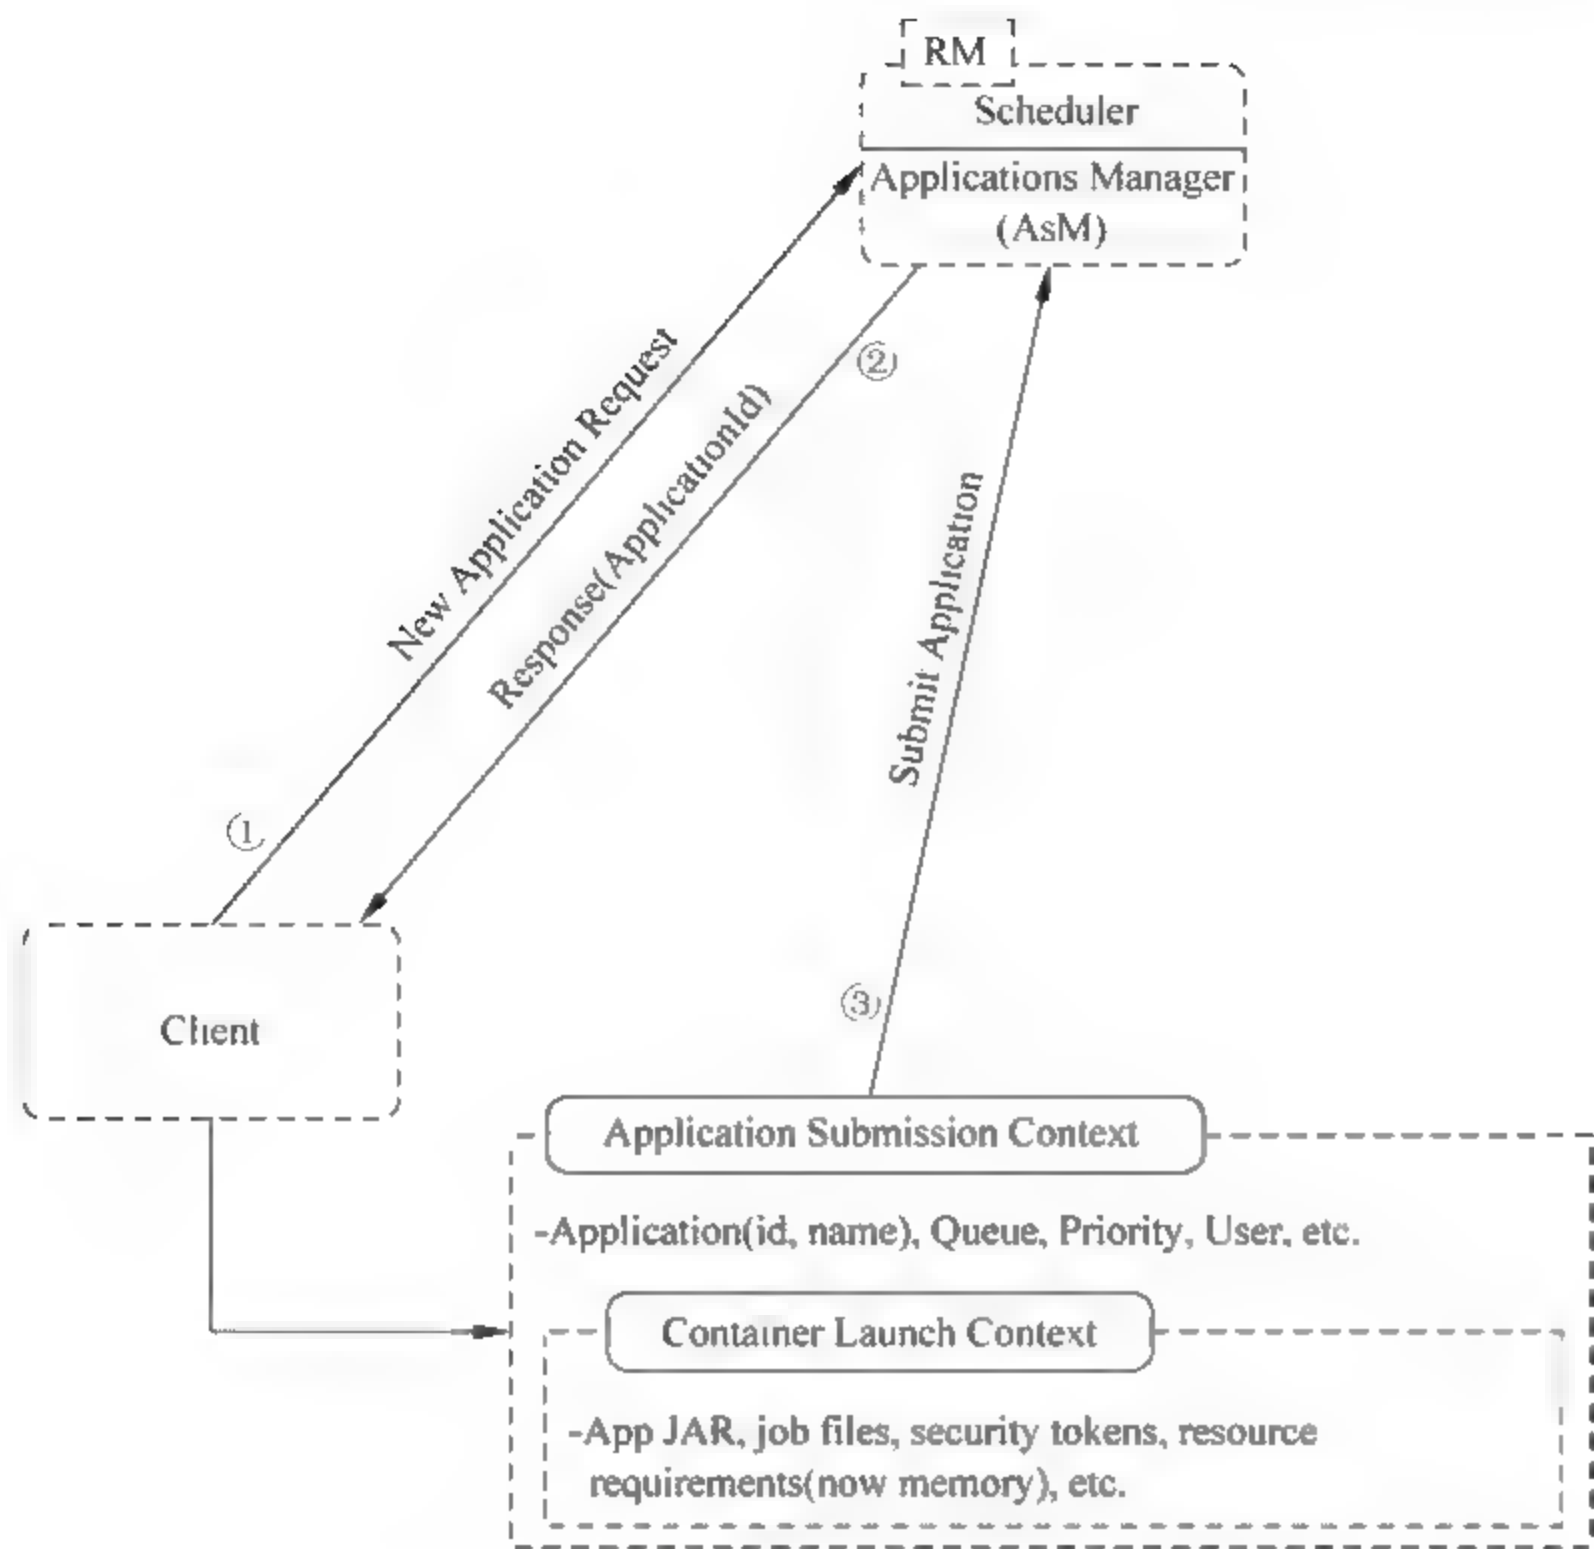 RM
Scheduler
Applications Manager
(AsM)
New Application Request
②
Response(ApplicationId)
Submit Application
①
③
Client
Application Submission Context
-Application(id, name), Queue, Priority, User, etc.
Container Launch Context
-App JAR, job files, security tokens, resource
requirements(now memory), etc.